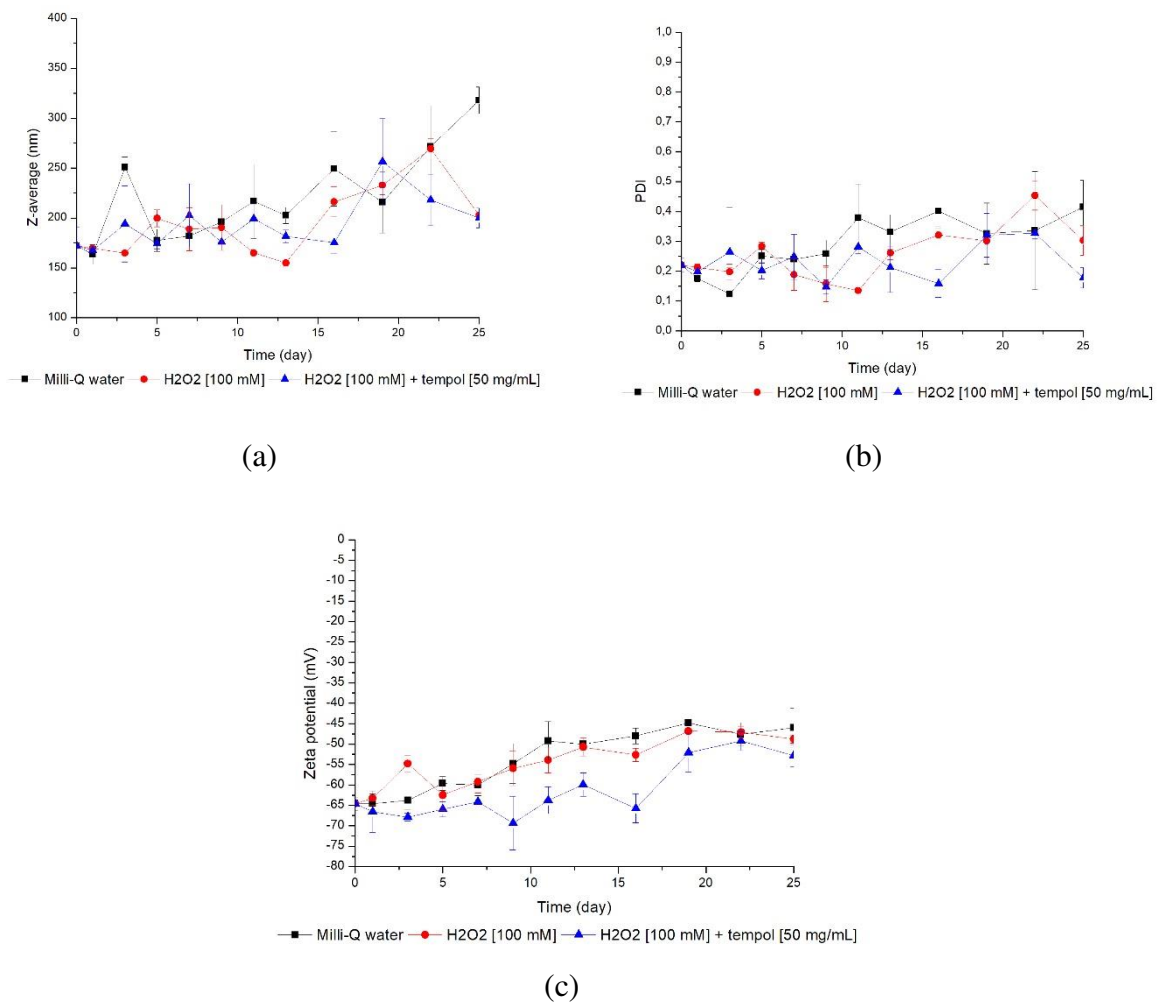 400
350
300
250
200
150
100
Z-average (nm)
0 5 10 15 20 25
Time (day)
Milli-Q water H2O2 [100 mM] H2O2 [100 mM] + tempol [50 mg/mL]
(a)
1,0
0,9
0,8
0,7
0,6
0,5
0,4
0,3
0,2
0,1
0,0
PDI
0 5 10 15 20 25
Time (day)
Milli-Q water H2O2 [100 mM] H2O2 [100 mM] + tempol [50 mg/mL]
(b)
0
-5
-10
-15
-20
-25
-30
-35
-40
-45
-50
-55
-60
-65
-70
-75
-80
Zeta potential (mV)
0 5 10 15 20 25
Time (day)
Milli-Q water H2O2 [100 mM] H2O2 [100 mM] + tempol [50 mg/mL]
(c)